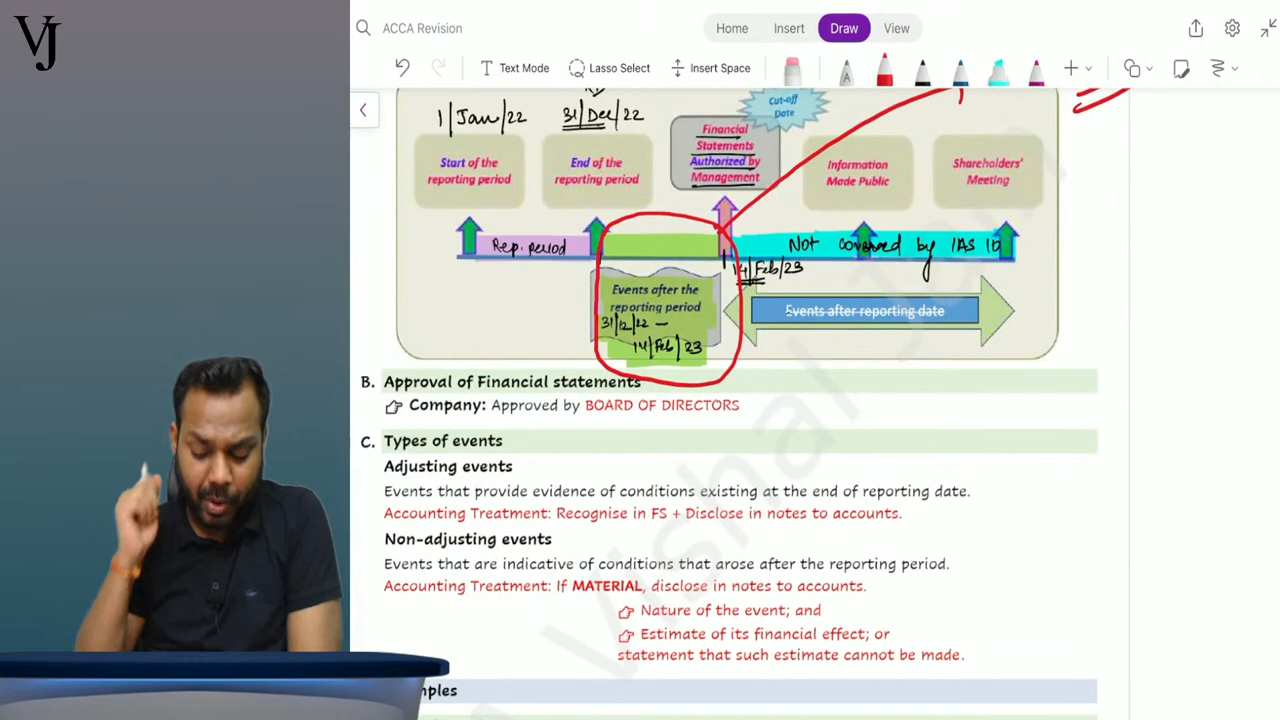 VJ
ACCA Revision
Home Insert Draw View
Text Mode Lasso Select Insert Space
1/Jan/22 31/Dec/22
Cut-off Date
Start of the reporting period
End of the reporting period
Financial Statements Authorized by Management
Information Made Public
Shareholders' Meeting
Rep. period
Not covered by IAS 10
14/Feb/23
Events after the reporting period
31/12/22 –
14/Feb/23
Events after reporting date
B. Approval of Financial statements
Company: Approved by BOARD OF DIRECTORS
C. Types of events
Adjusting events
Events that provide evidence of conditions existing at the end of reporting date.
Accounting Treatment: Recognise in FS + Disclose in notes to accounts.
Non-adjusting events
Events that are indicative of conditions that arose after the reporting period.
Accounting Treatment: If MATERIAL, disclose in notes to accounts.
Nature of the event; and
Estimate of its financial effect; or
statement that such estimate cannot be made.
mples
Vishal